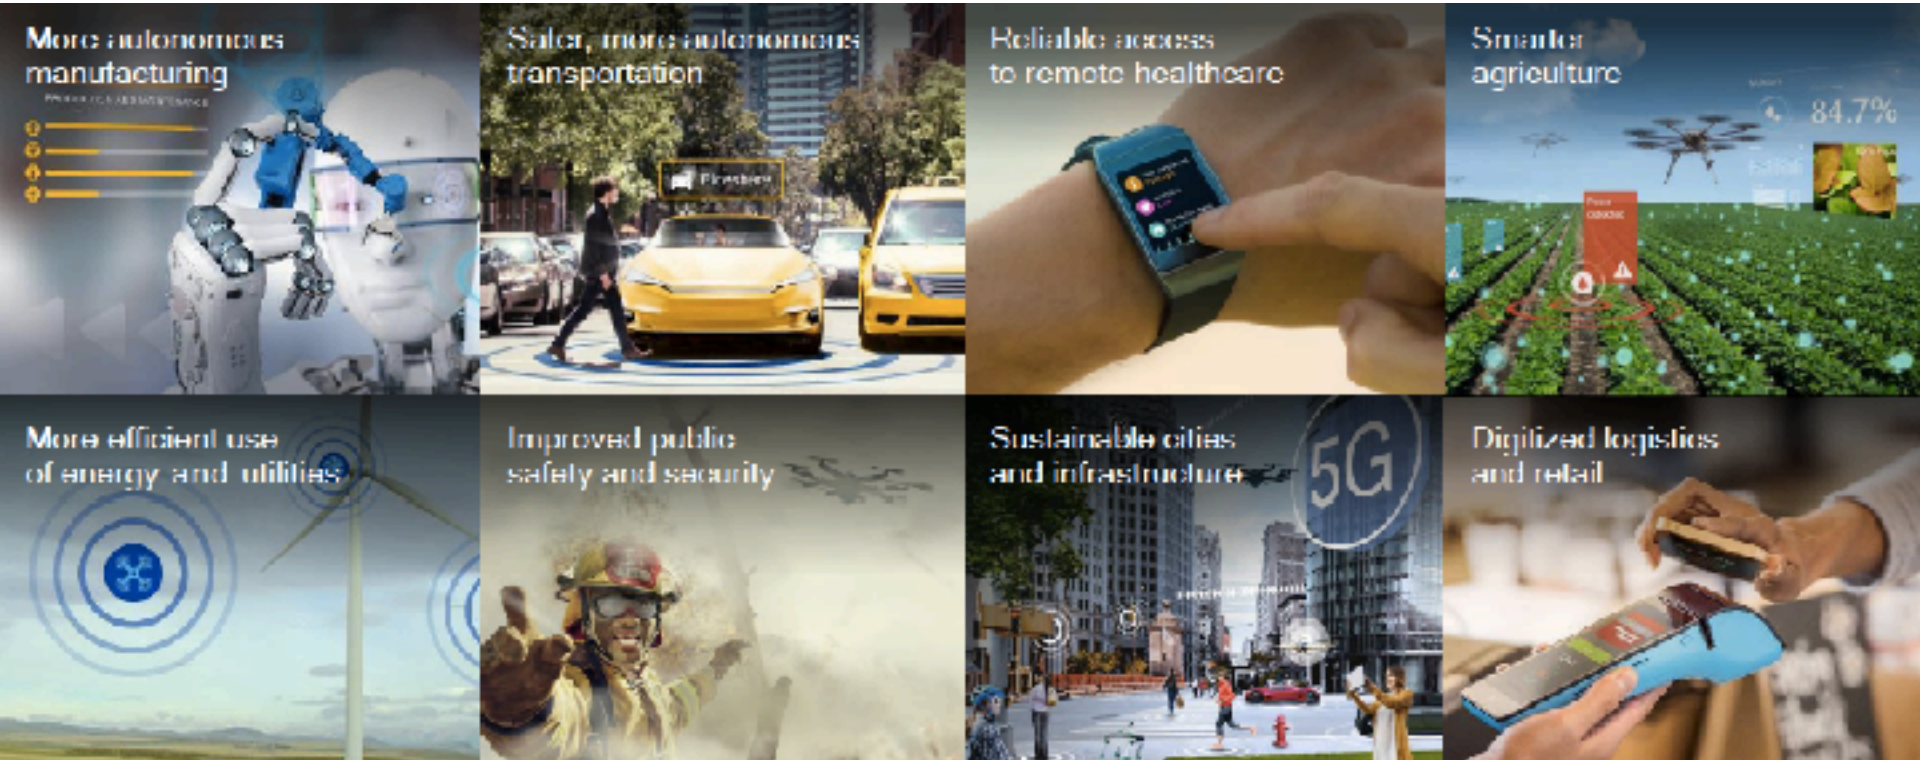 More autonomous
manufacturing
Safer, more autonomous
transportation
Reliable access
to remote healthcare
Smarter
agriculture
84.7%
More efficient use
of energy and utilities
Improved public
safety and security
Sustainable cities
and infrastructure
5G
Digitized logistics
and retail